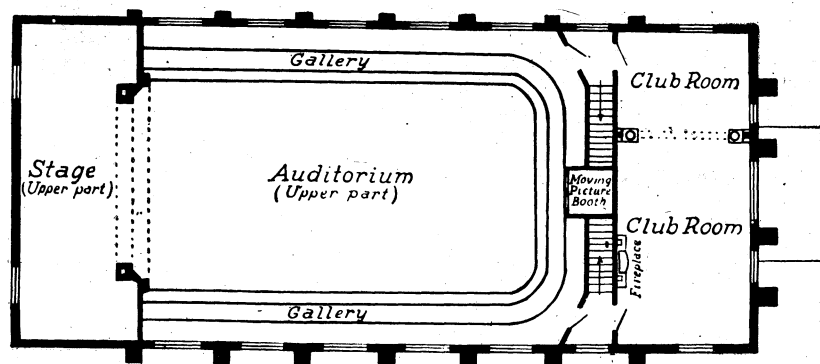 Gallery
Club Room
Stage
(Upper part)
Auditorium
(Upper part)
Moving
Picture
Booth
Club Room
Fireplace
Gallery